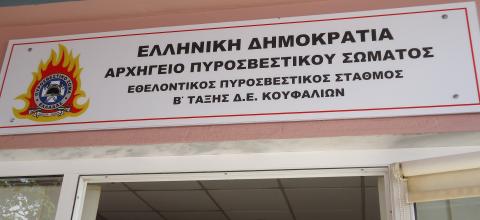 ΕΛΛΗΝΙΚΗ ΔΗΜΟΚΡΑΤΙΑ
ΑΡΧΗΓΕΙΟ ΠΥΡΟΣΒΕΣΤΙΚΟΥ ΣΩΜΑΤΟΣ
ΕΘΕΛΟΝΤΙΚΟΣ ΠΥΡΟΣΒΕΣΤΙΚΟΣ ΣΤΑΘΜΟΣ
Β΄ ΤΑΞΗΣ Δ.Ε. ΚΟΥΦΑΛΙΩΝ